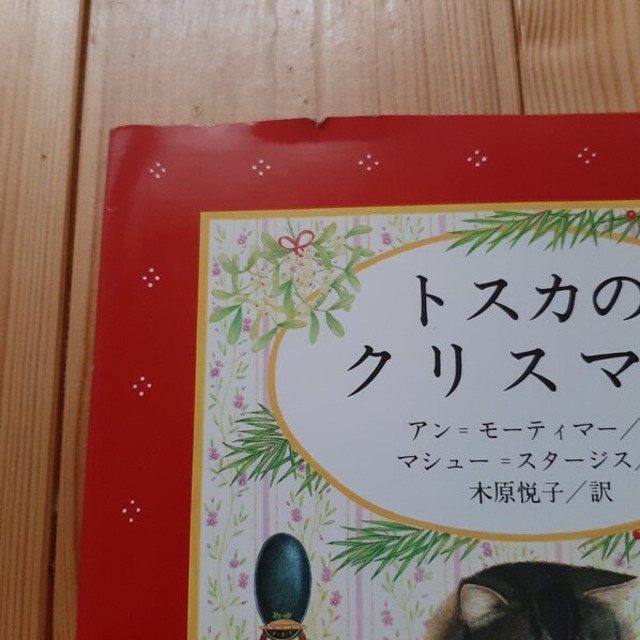 トスカの
クリスマ
アン＝モーティマー／
マシュー＝スタージス／
木原悦子／訳